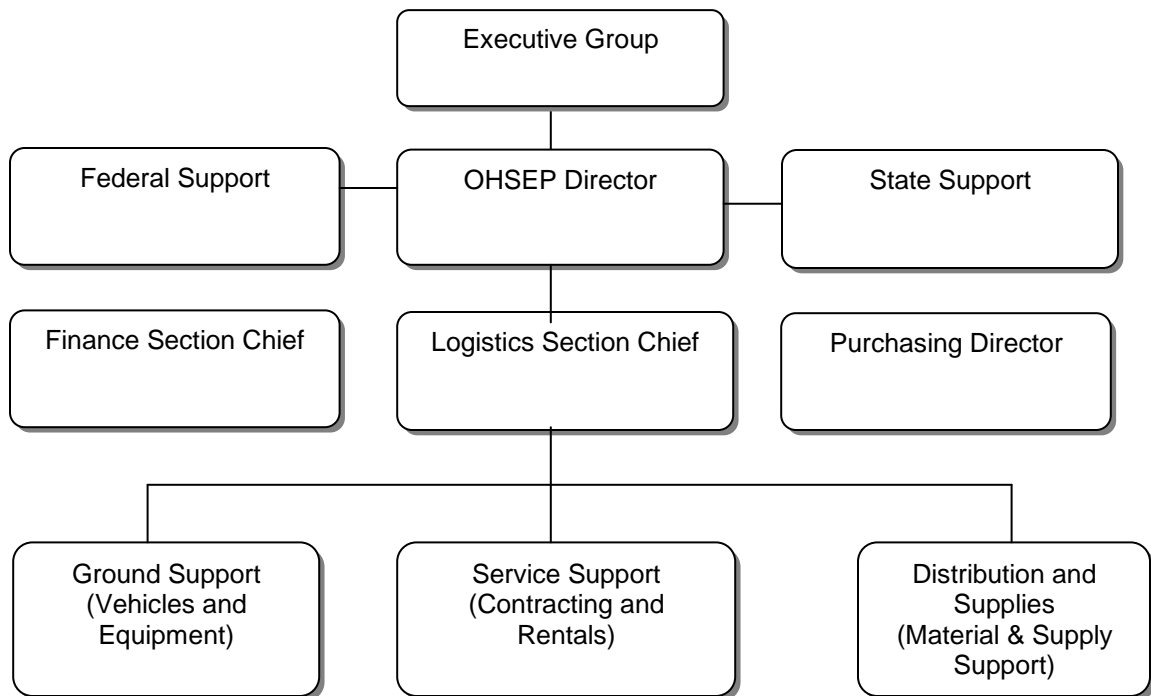 Executive Group
Federal Support
OHSEP Director
State Support
Finance Section Chief
Logistics Section Chief
Purchasing Director
Ground Support
(Vehicles and
Equipment)
Service Support
(Contracting and
Rentals)
Distribution and
Supplies
(Material & Supply
Support)